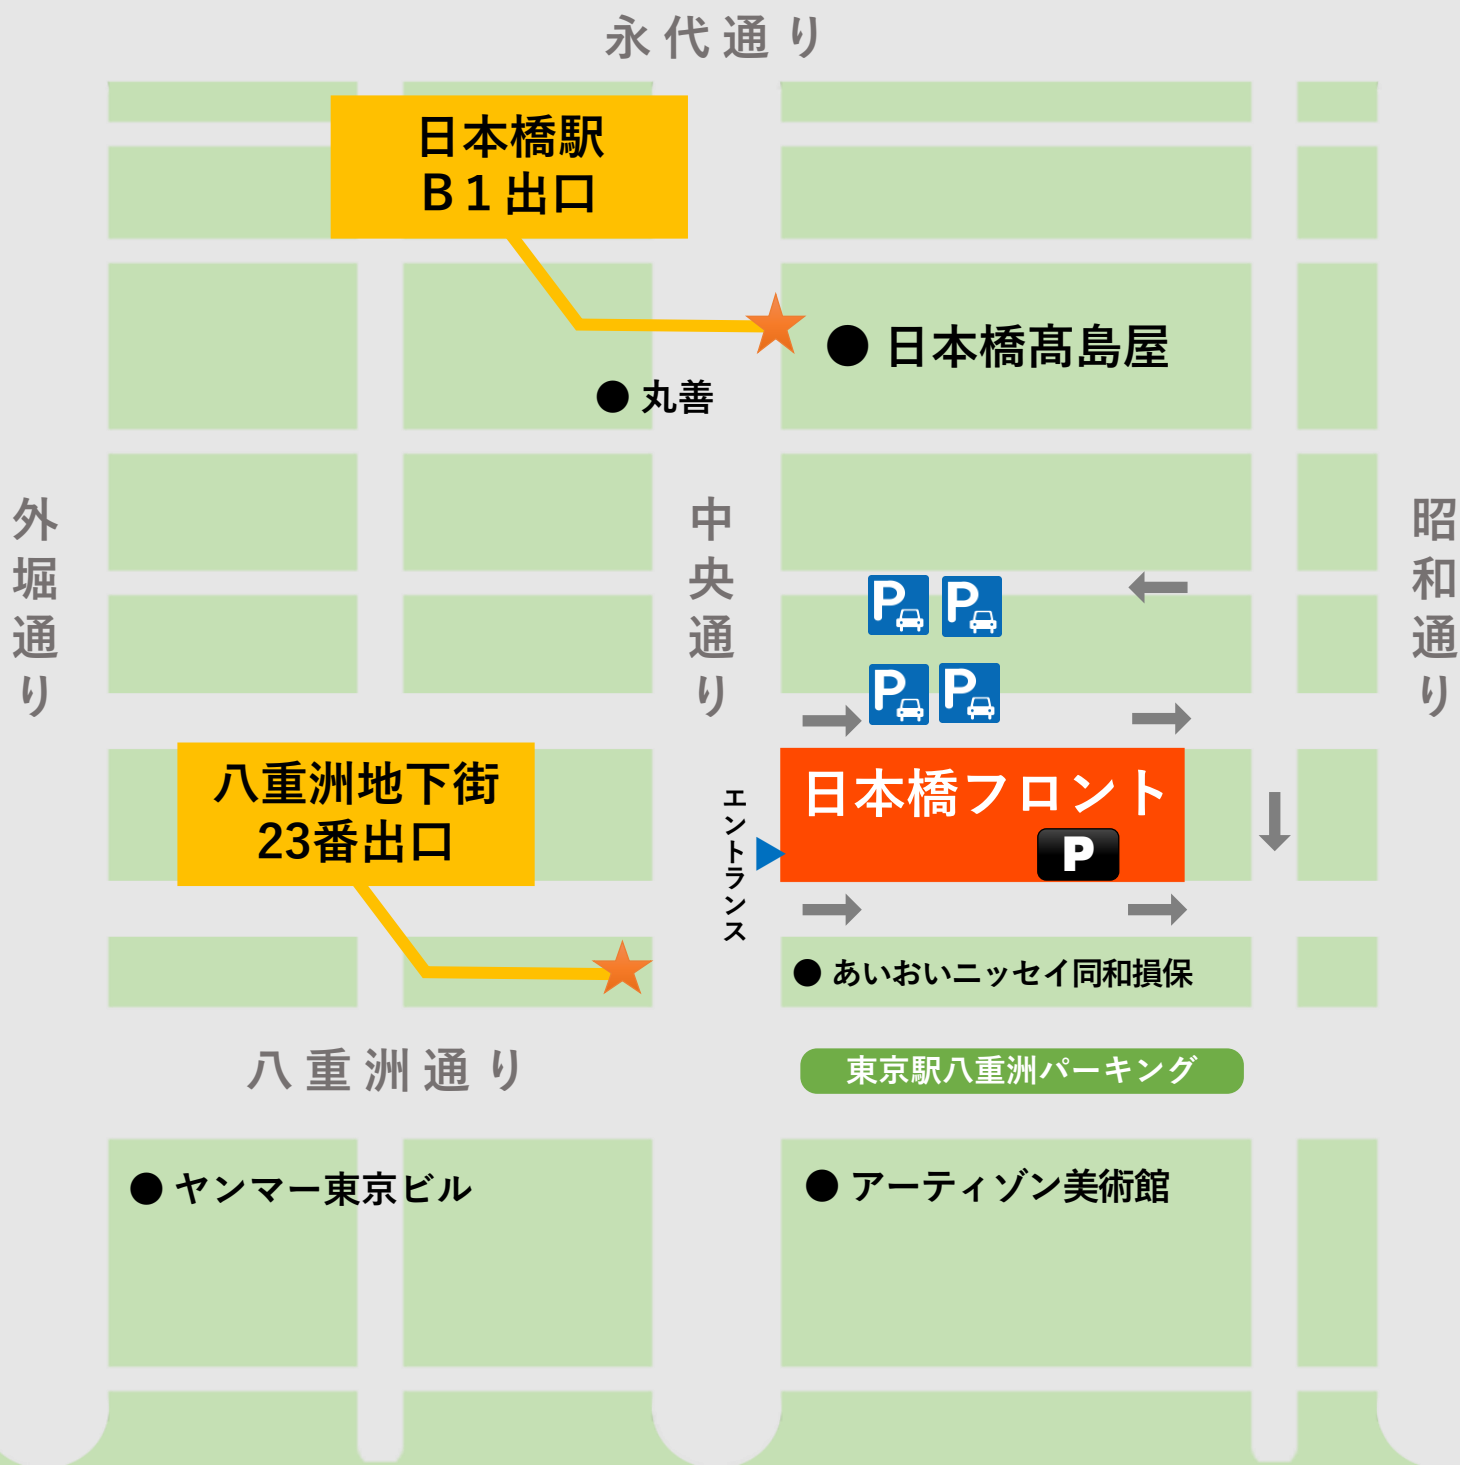 永代通り
日本橋駅
B１出口
日本橋髙島屋
丸善
外堀通り
中央通り
昭和通り
P
P
P
P
八重洲地下街
23番出口
日本橋フロント
P
エントランス
あいおいニッセイ同和損保
八重洲通り
東京駅八重洲パーキング
ヤンマー東京ビル
アーティゾン美術館